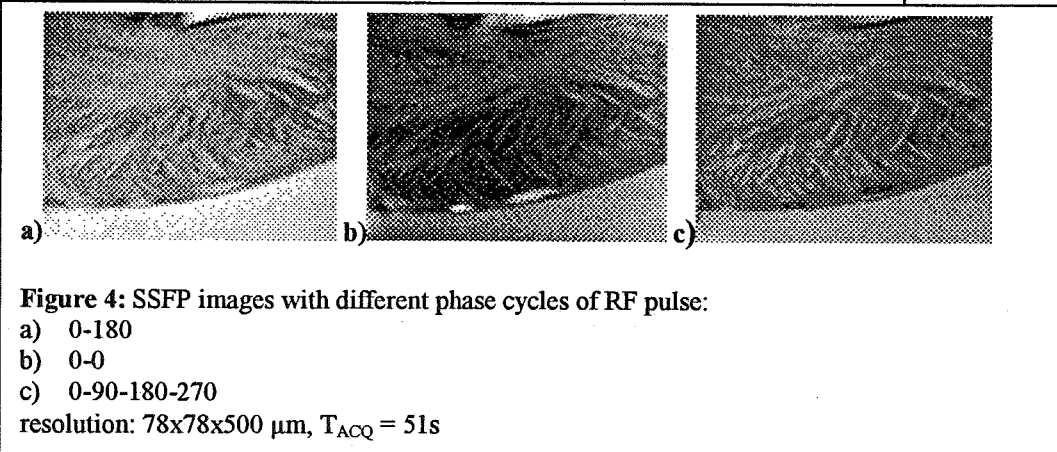 a) b) c)
Figure 4: SSFP images with different phase cycles of RF pulse:
a) 0-180
b) 0-0
c) 0-90-180-270
resolution: 78x78x500 μm, TACQ = 51s